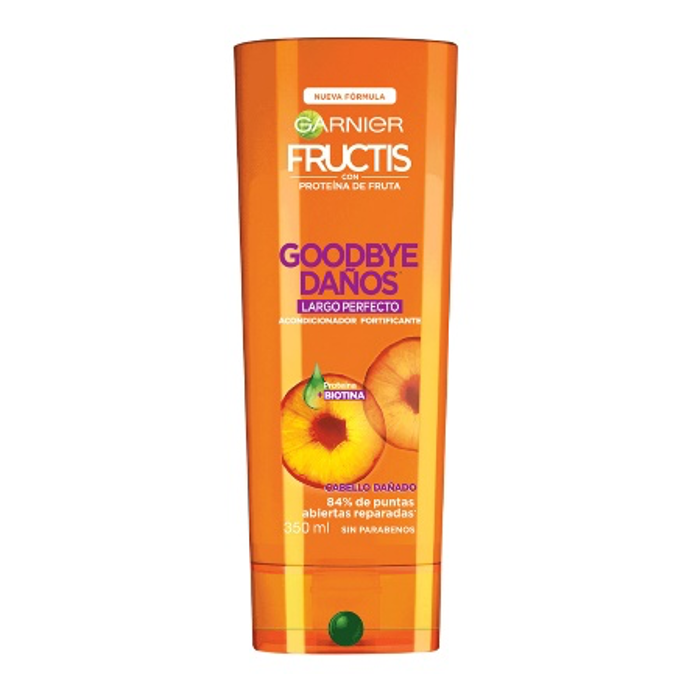 NUEVA FÓRMULA
GARNIER
FRUCTIS
CON
PROTEÍNA DE FRUTA
GOODBYE
DAÑOS*
LARGO PERFECTO
ACONDICIONADOR FORTIFICANTE
Proteína
+ BIOTINA
CABELLO DAÑADO
84% de puntas
abiertas reparadas*
350 ml SIN PARABENOS